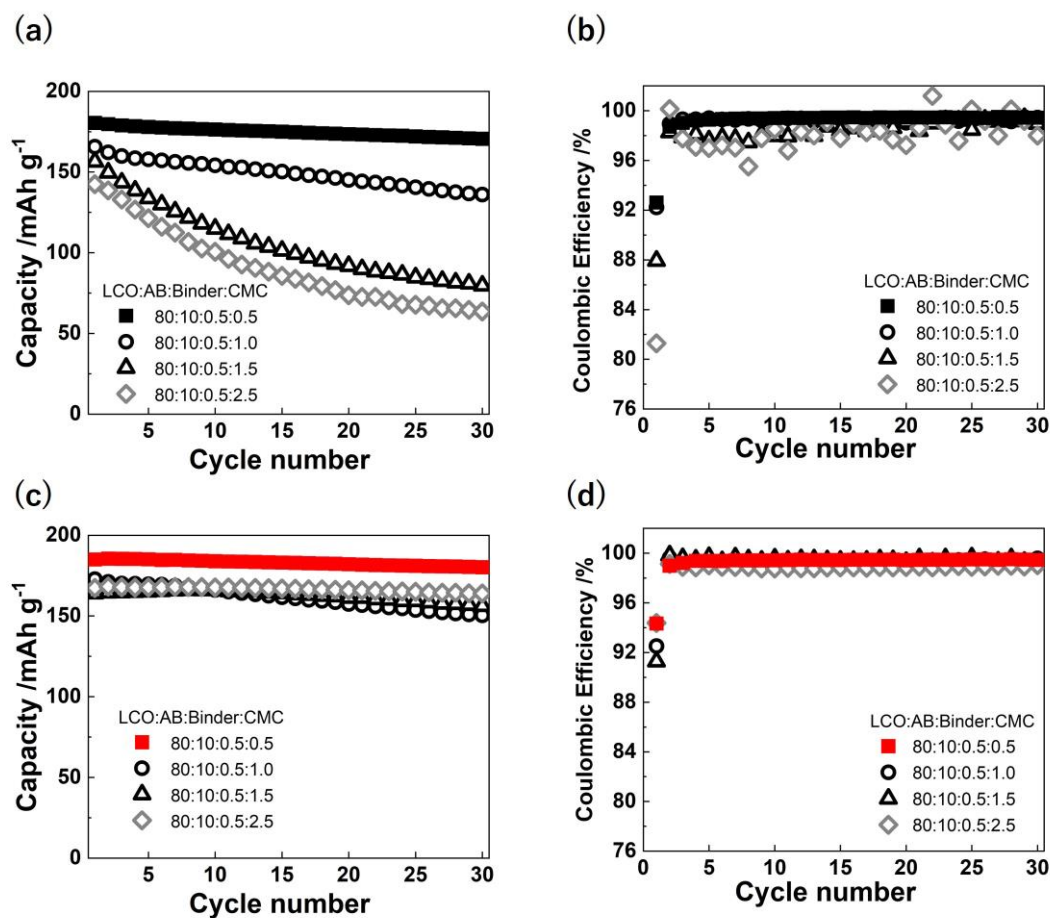 (a)
200
150
100
50
0
Capacity /mAh g⁻¹
LCO:AB:Binder:CMC
80:10:0.5:0.5
80:10:0.5:1.0
80:10:0.5:1.5
80:10:0.5:2.5
5 10 15 20 25 30
Cycle number
(b)
100
96
92
88
84
80
76
Coulombic Efficiency /%
LCO:AB:Binder:CMC
80:10:0.5:0.5
80:10:0.5:1.0
80:10:0.5:1.5
80:10:0.5:2.5
0 5 10 15 20 25 30
Cycle number
(c)
200
150
100
50
0
Capacity /mAh g⁻¹
LCO:AB:Binder:CMC
80:10:0.5:0.5
80:10:0.5:1.0
80:10:0.5:1.5
80:10:0.5:2.5
5 10 15 20 25 30
Cycle number
(d)
100
96
92
88
84
80
76
Coulombic Efficiency /%
LCO:AB:Binder:CMC
80:10:0.5:0.5
80:10:0.5:1.0
80:10:0.5:1.5
80:10:0.5:2.5
0 5 10 15 20 25 30
Cycle number